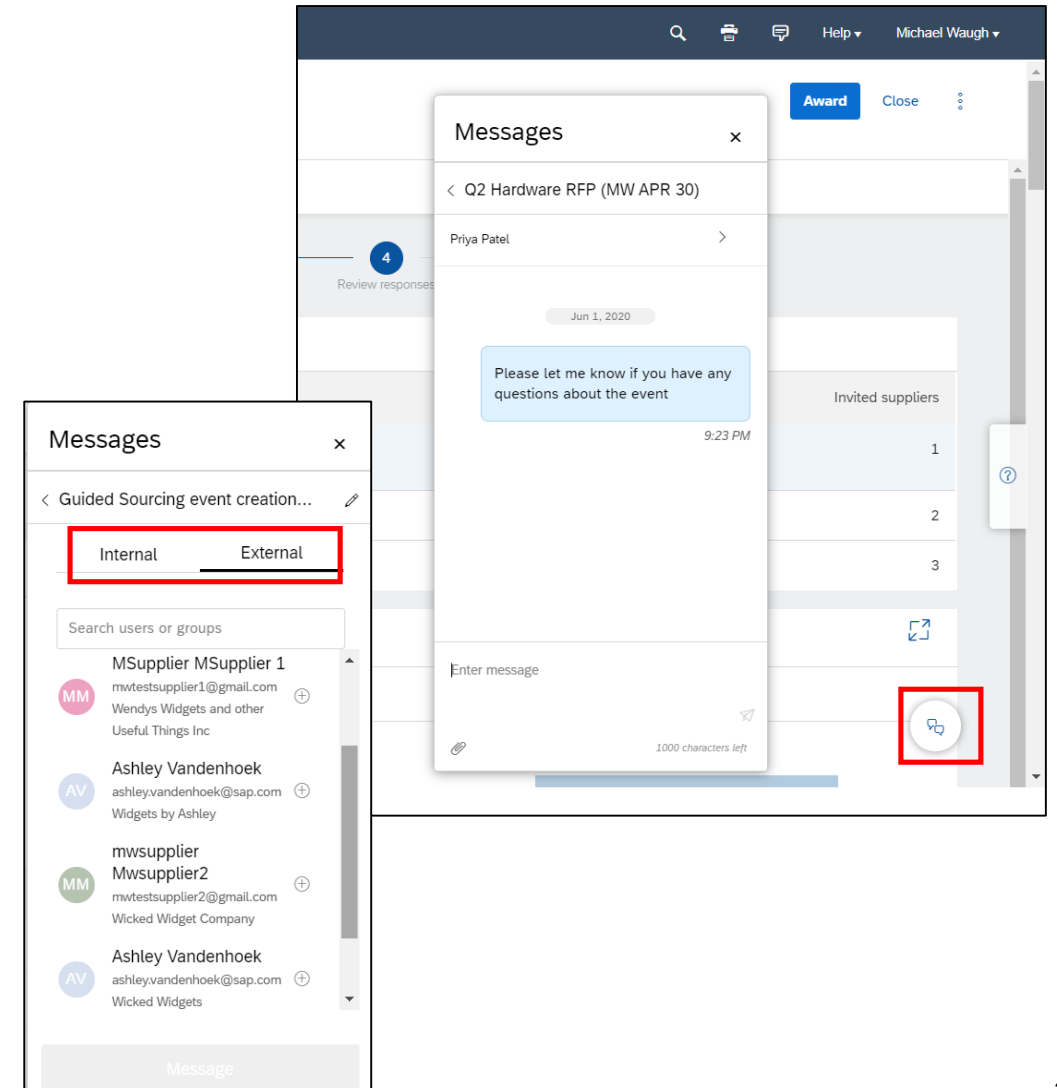 Help
Michael Waugh
Award
Close
Messages
×
Q2 Hardware RFP (MW APR 30)
Priya Patel
4
Review responses
Jun 1, 2020
Please let me know if you have any
questions about the event
9:23 PM
Invited suppliers
1
2
3
?
Enter message
1000 characters left
Messages
×
Guided Sourcing event creation...
Internal
External
Search users or groups
MM
MSupplier MSupplier 1
mwtestsupplier1@gmail.com
Wendys Widgets and other
Useful Things Inc
AV
Ashley Vandenhoek
ashley.vandenhoek@sap.com
Widgets by Ashley
MM
mwsupplier
Mwsupplier2
mwtestsupplier2@gmail.com
Wicked Widget Company
AV
Ashley Vandenhoek
ashley.vandenhoek@sap.com
Wicked Widgets
Message